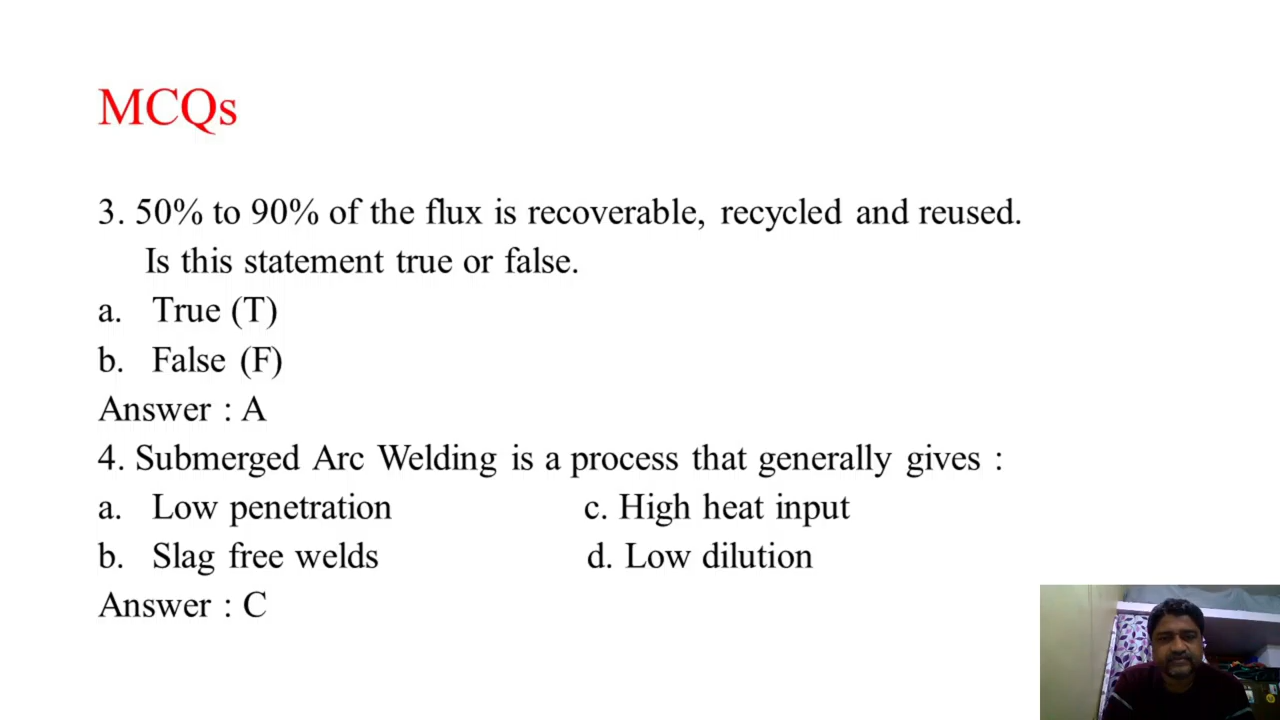 MCQs
3. 50% to 90% of the flux is recoverable, recycled and reused.
Is this statement true or false.
a. True (T)
b. False (F)
Answer : A
4. Submerged Arc Welding is a process that generally gives :
a. Low penetration c. High heat input
b. Slag free welds d. Low dilution
Answer : C